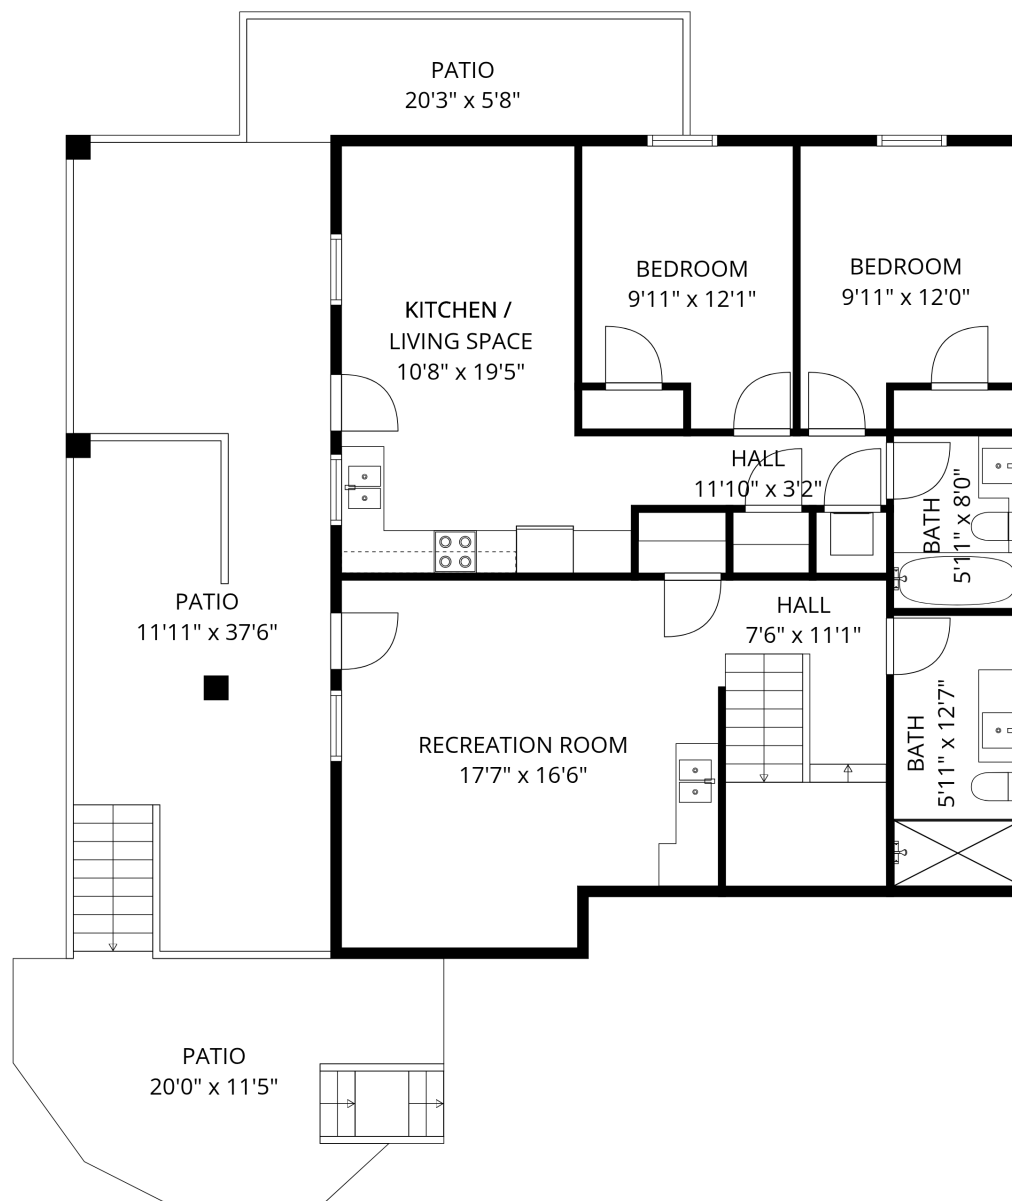 PATIO
20'3" x 5'8"
BEDROOM
9'11" x 12'1"
BEDROOM
9'11" x 12'0"
KITCHEN /
LIVING SPACE
10'8" x 19'5"
HALL
11'10" x 3'2"
BATH
5'11" x 8'0"
PATIO
11'11" x 37'6"
HALL
7'6" x 11'1"
RECREATION ROOM
17'7" x 16'6"
BATH
5'11" x 12'7"
PATIO
20'0" x 11'5"